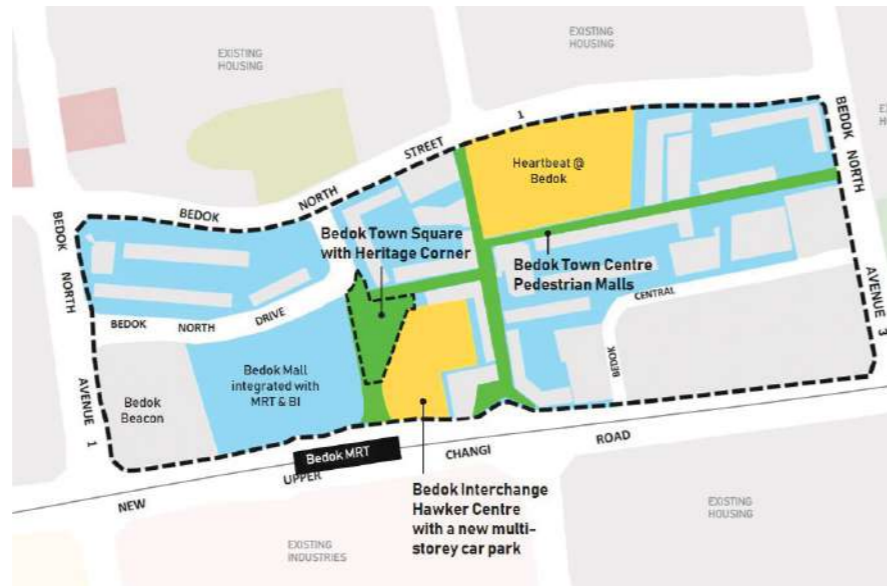 EXISTING
HOUSING
EXISTING
HOUSING
BEDOK NORTH STREET 1
Heartbeat @
Bedok
BEDOK NORTH AVENUE 3
Bedok Town Square
with Heritage Corner
Bedok Town Centre
Pedestrian Malls
BEDOK NORTH DRIVE
BEDOK CENTRAL
BEDOK NORTH AVENUE 1
Bedok Mall
integrated with
MRT & BI
Bedok
Beacon
Bedok MRT
NEW UPPER CHANGI ROAD
Bedok Interchange
Hawker Centre
with a new multi-
storey car park
EXISTING
INDUSTRIES
EXISTING
HOUSING